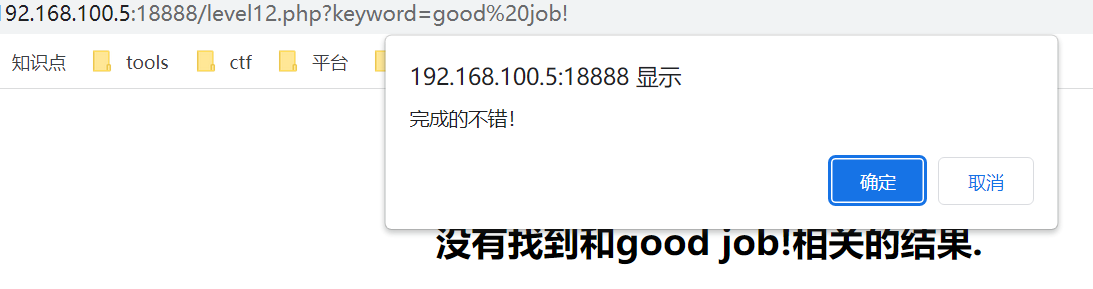 192.168.100.5:18888/level12.php?keyword=good%20job!
知识点 tools ctf 平台
192.168.100.5:18888 显示
完成的不错！
确定 取消
没有找到和good job!相关的结果.